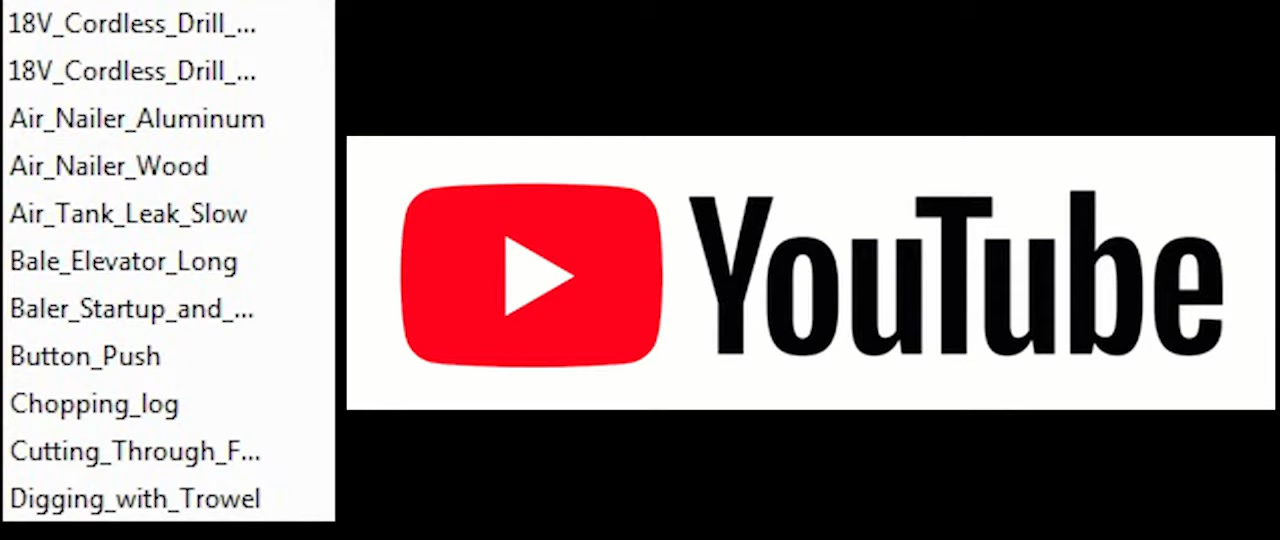 18V_Cordless_Drill_...
18V_Cordless_Drill_...
Air_Nailer_Aluminum
Air_Nailer_Wood
Air_Tank_Leak_Slow
Bale_Elevator_Long
Baler_Startup_and_...
Button_Push
Chopping_log
Cutting_Through_F...
Digging_with_Trowel
YouTube